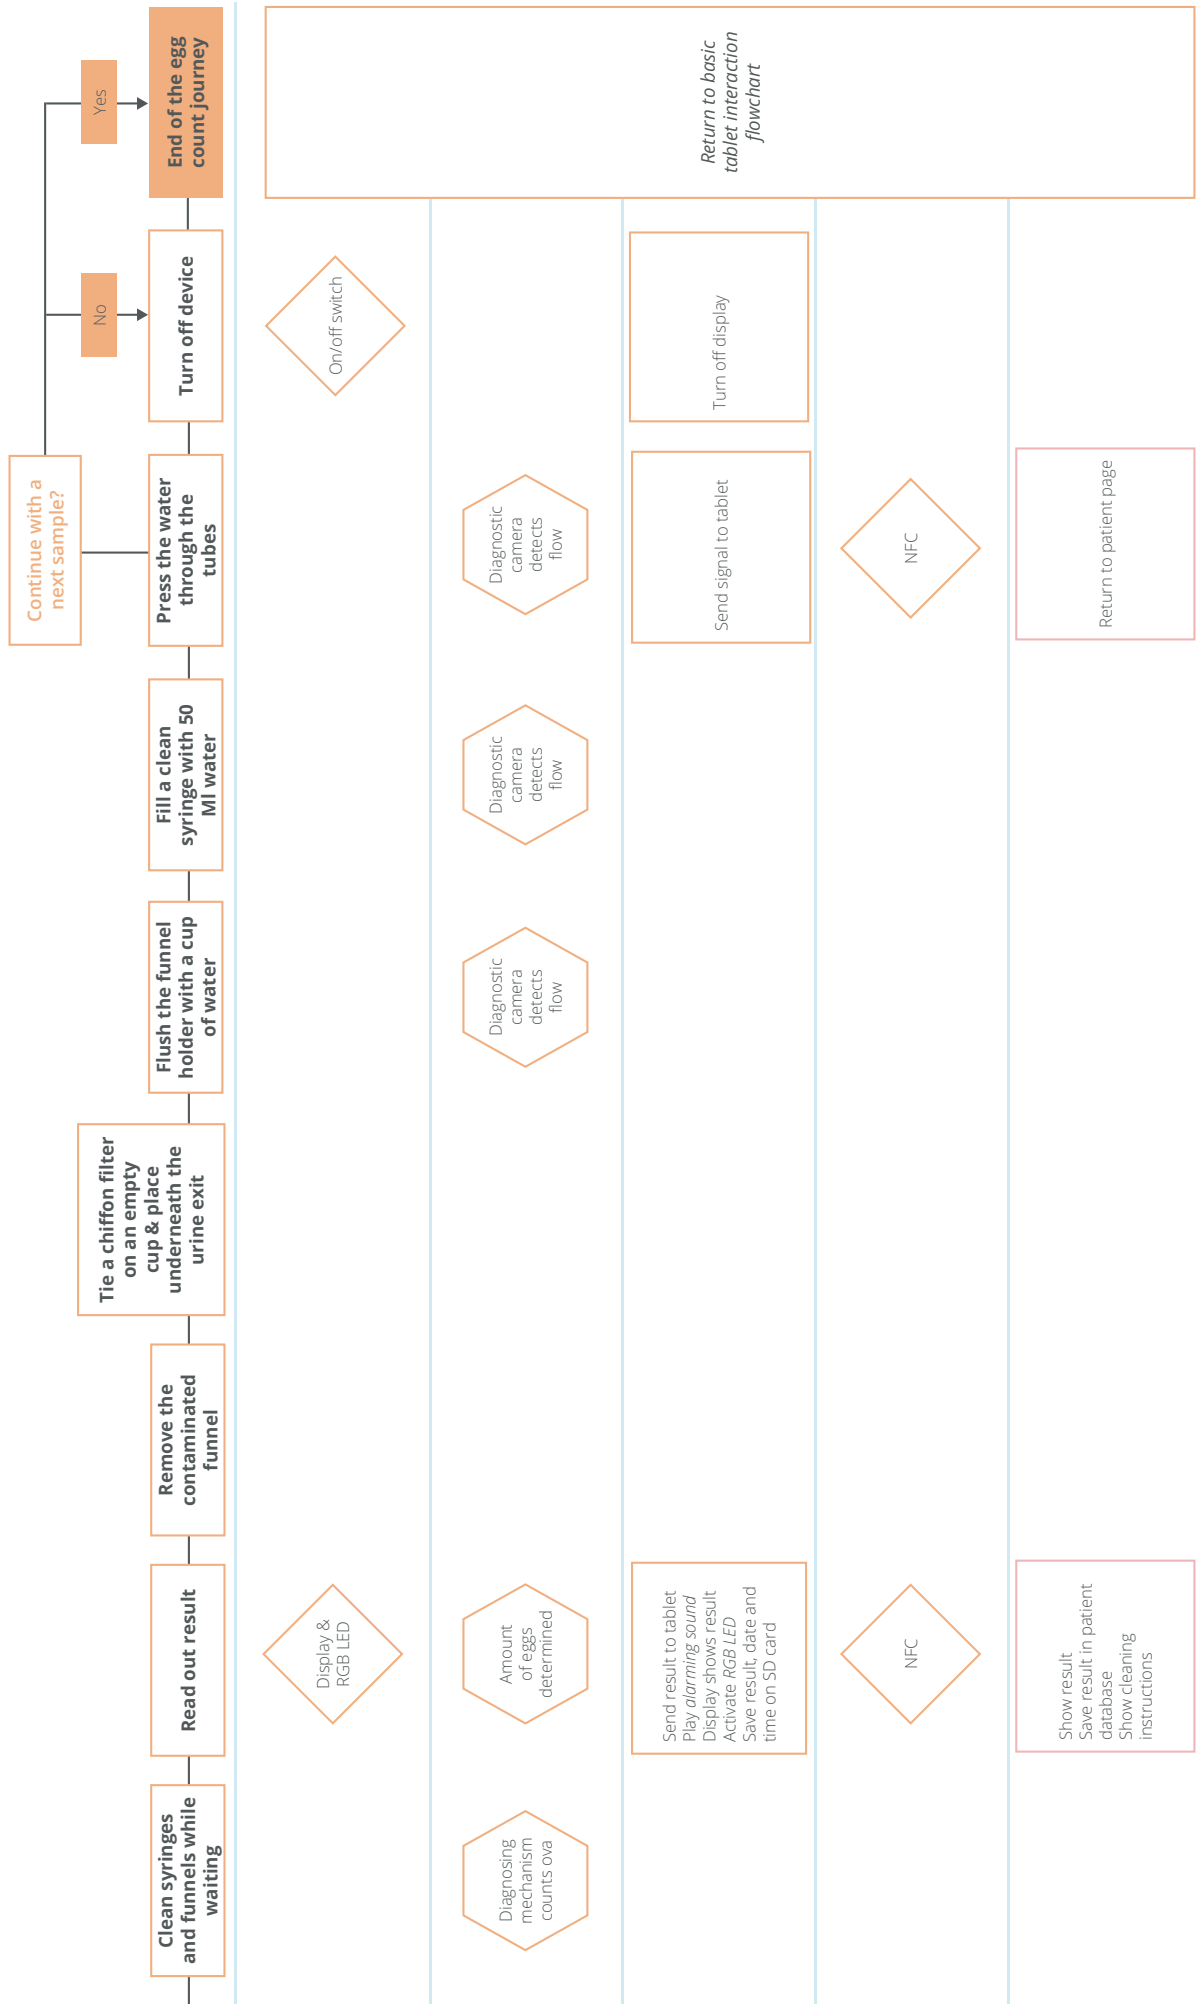 Continue with a
next sample?
No
Yes
Clean syringes
and funnels while
waiting
Read out result
Remove the
contaminated
funnel
Tie a chiffon filter
on an empty
cup & place
underneath the
urine exit
Flush the funnel
holder with a cup
of water
Fill a clean
syringe with 50
Ml water
Press the water
through the
tubes
Turn off device
End of the egg
count journey
Display &
RGB LED
On/off switch
Diagnosing
mechanism
counts ova
Amount
of eggs
determined
Diagnostic
camera
detects
flow
Diagnostic
camera
detects
flow
Diagnostic
camera
detects
flow
Send result to tablet
Play alarming sound
Display shows result
Activate RGB LED
Save result, date and
time on SD card
Send signal to tablet
Turn off display
Return to basic
tablet interaction
flowchart
NFC
NFC
Show result
Save result in patient
database
Show cleaning
instructions
Return to patient page